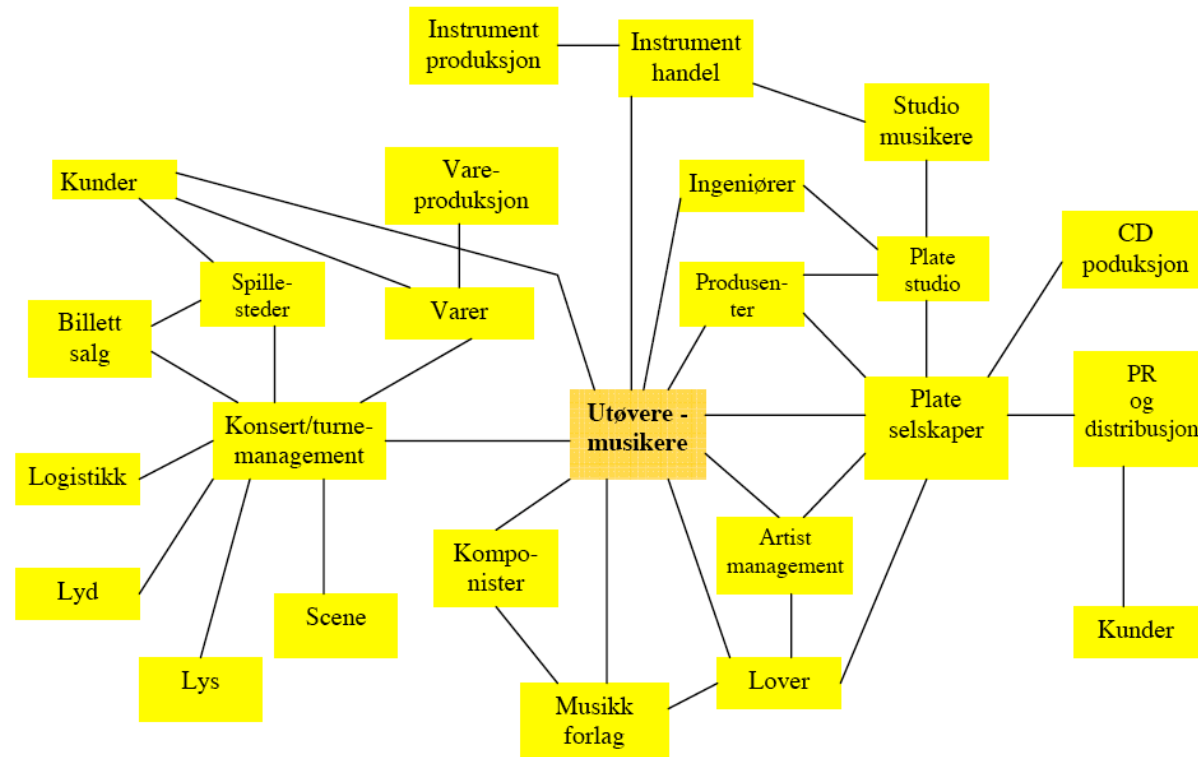 Instrument
produksjon
Instrument
handel
Studio
musikere
Kunder
Vare-
produksjon
Ingeniører
CD
poduksjon
Plate
studio
Spille-
steder
Produsen-
ter
Varer
Billett
salg
PR
og
distribusjon
Utøvere -
musikere
Plate
selskaper
Konsert/turne-
management
Logistikk
Artist
management
Kompo-
nister
Lyd
Scene
Kunder
Lys
Lover
Musikk
forlag